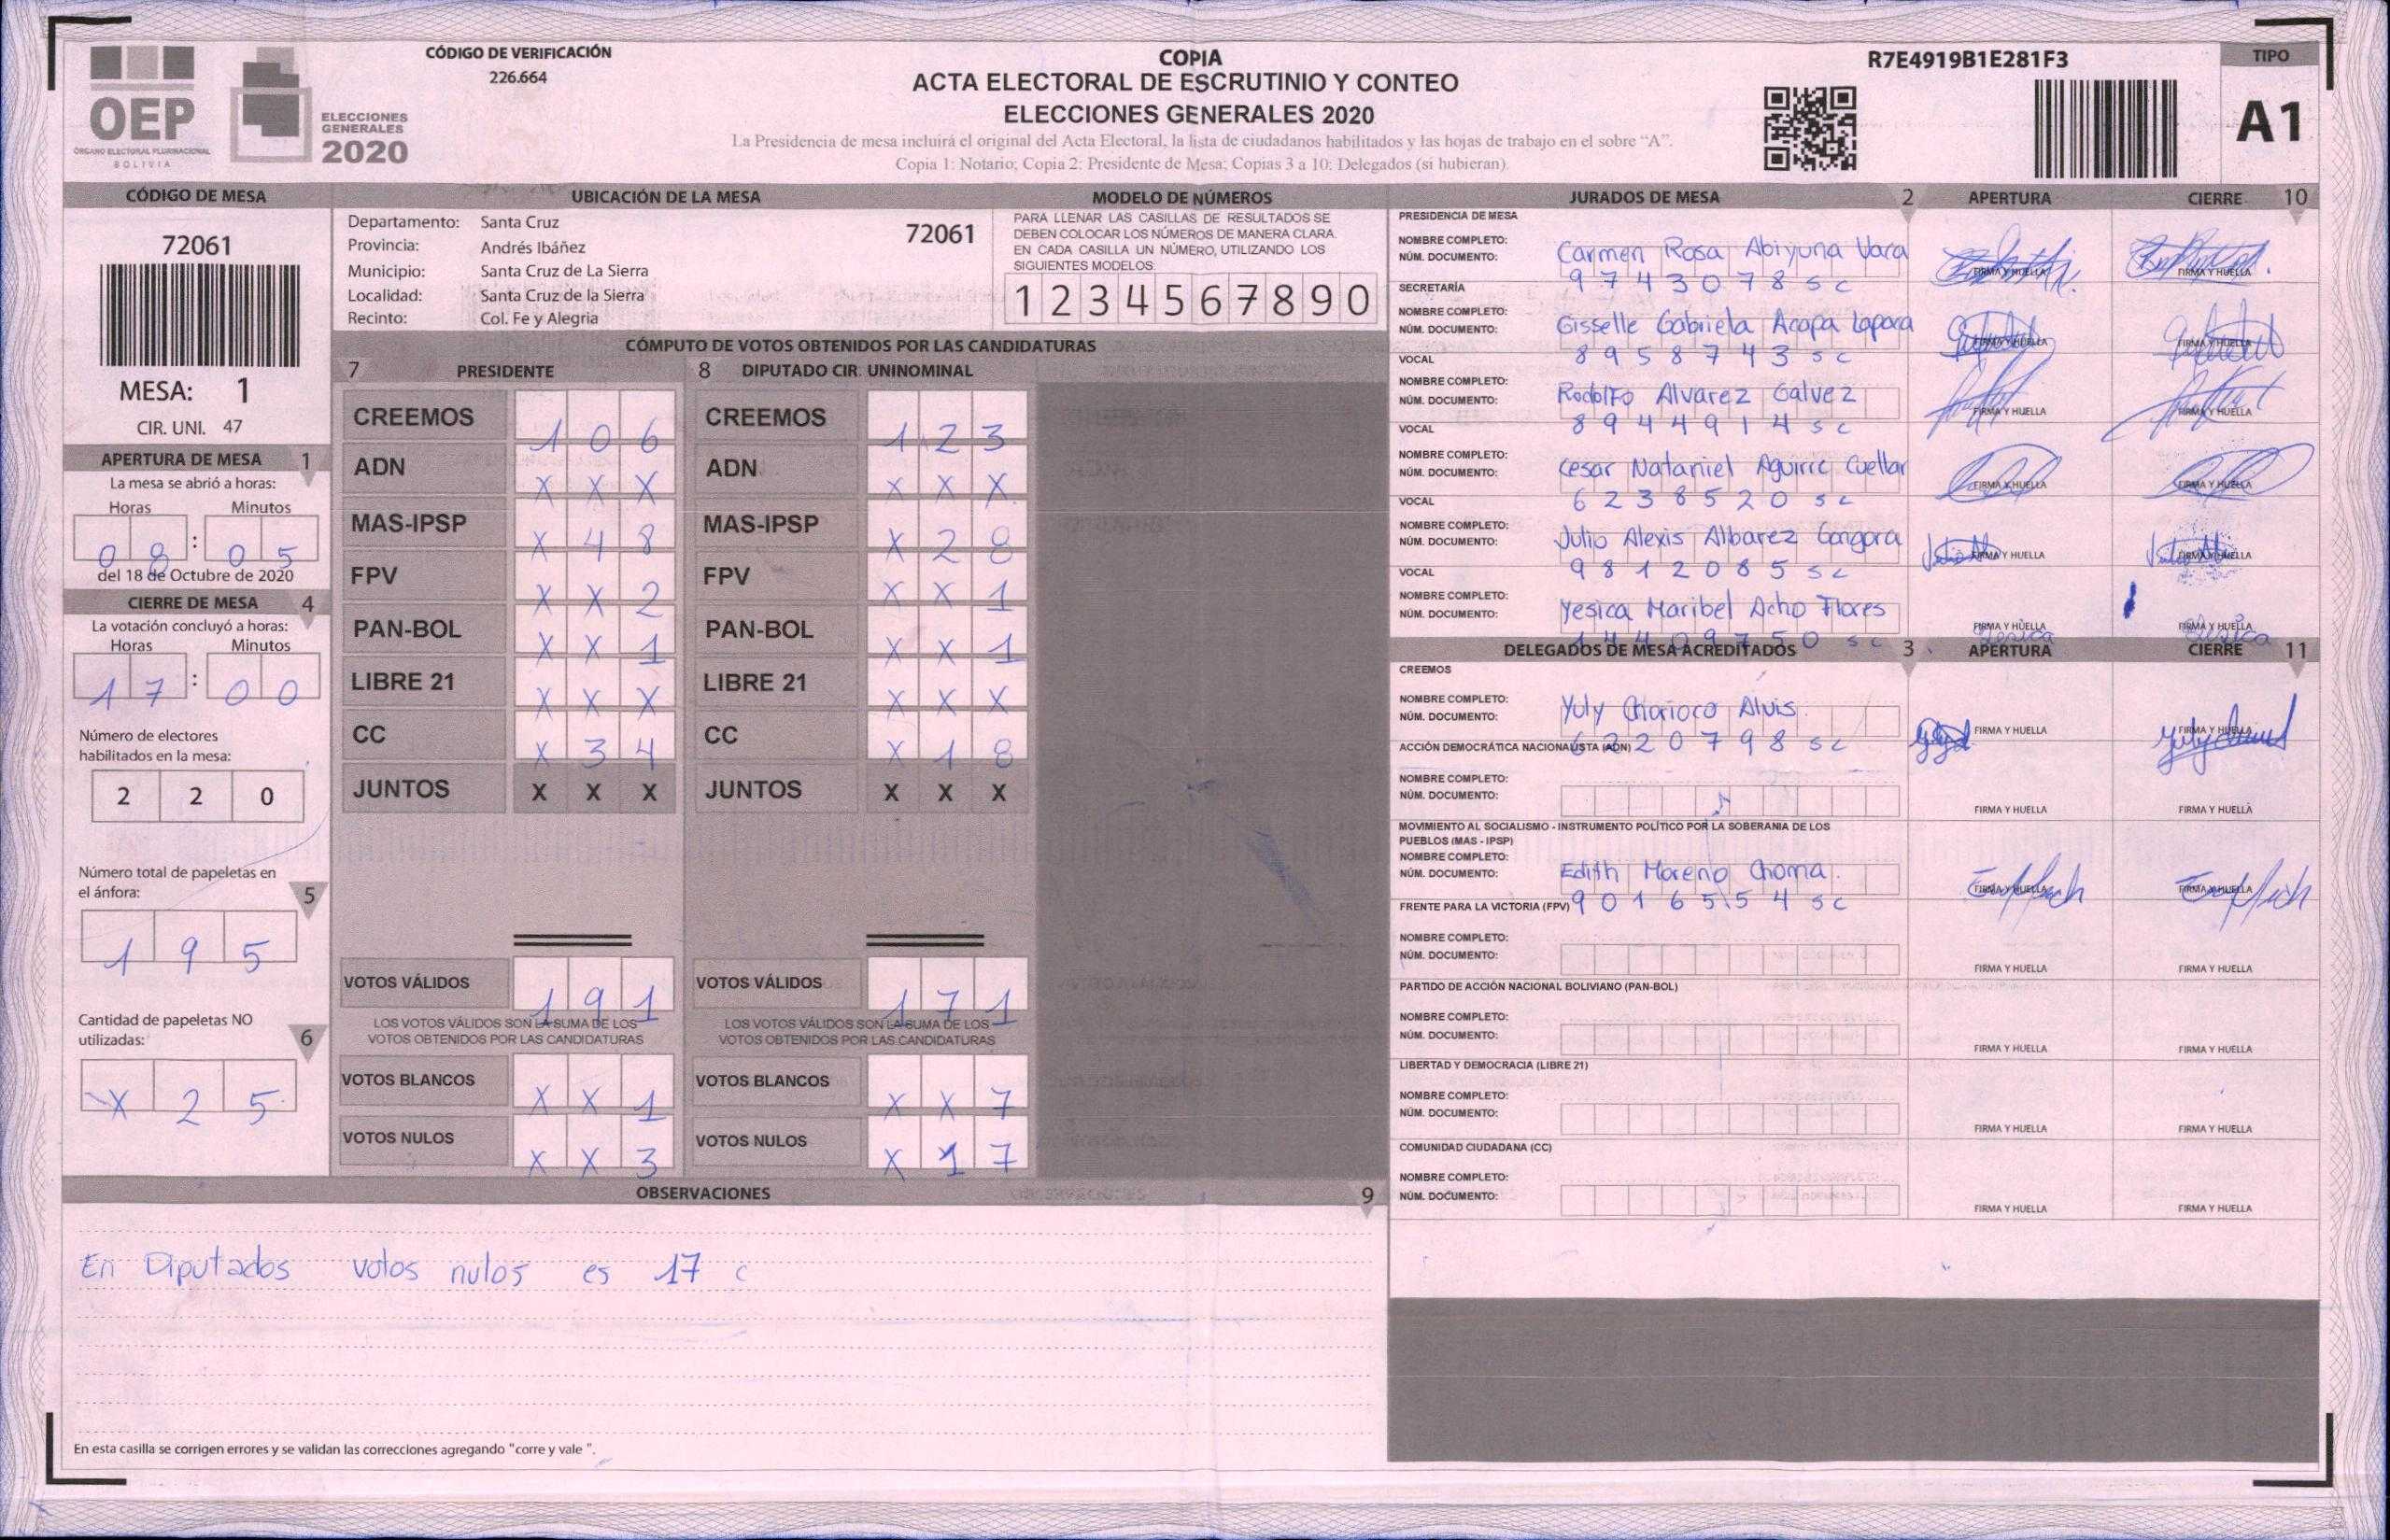 CÓDIGO DE VERIFICACIÓN
226.664
COPIA
ACTA ELECTORAL DE ESCRUTINIO Y CONTEO
ELECCIONES GENERALES 2020
La Presidencia de mesa incluirá el original del Acta Electoral, la lista de ciudadanos habilitados y las hojas de trabajo en el sobre "A".
Copia 1: Notario; Copia 2: Presidente de Mesa; Copias 3 a 10: Delegados (si hubieran).
R7E4919B1E281F3
TIPO
A1
OEP
ÓRGANO ELECTORAL PLURINACIONAL
BOLIVIA
ELECCIONES
GENERALES
2020
CÓDIGO DE MESA
72061
MESA: 1
CIR. UNI. 47
APERTURA DE MESA 1
La mesa se abrió a horas:
Horas Minutos
0 8 : 0 5
del 18 de Octubre de 2020
CIERRE DE MESA 4
La votación concluyó a horas:
Horas Minutos
1 7 : 0 0
Número de electores
habilitados en la mesa:
2 2 0
Número total de papeletas en
el ánfora: 5
1 9 5
Cantidad de papeletas NO
utilizadas: 6
X 2 5
UBICACIÓN DE LA MESA
Departamento: Santa Cruz
72061
Provincia: Andrés Ibáñez
Municipio: Santa Cruz de La Sierra
Localidad: Santa Cruz de la Sierra
Recinto: Col. Fe y Alegria
MODELO DE NÚMEROS
PARA LLENAR LAS CASILLAS DE RESULTADOS SE
DEBEN COLOCAR LOS NÚMEROS DE MANERA CLARA.
EN CADA CASILLA UN NÚMERO, UTILIZANDO LOS
SIGUIENTES MODELOS:
1 2 3 4 5 6 7 8 9 0
CÓMPUTO DE VOTOS OBTENIDOS POR LAS CANDIDATURAS
7 PRESIDENTE
CREEMOS 1 0 6
ADN X X X
MAS-IPSP X 4 8
FPV X X 2
PAN-BOL X X 1
LIBRE 21 X X X
CC X 3 4
JUNTOS X X X
VOTOS VÁLIDOS 1 9 1
LOS VOTOS VÁLIDOS SON LA SUMA DE LOS
VOTOS OBTENIDOS POR LAS CANDIDATURAS
VOTOS BLANCOS X X 1
VOTOS NULOS X X 3
8 DIPUTADO CIR. UNINOMINAL
CREEMOS 1 2 3
ADN X X X
MAS-IPSP X 2 8
FPV X X 1
PAN-BOL X X 1
LIBRE 21 X X X
CC X 1 8
JUNTOS X X X
VOTOS VÁLIDOS 1 7 1
LOS VOTOS VÁLIDOS SON LA SUMA DE LOS
VOTOS OBTENIDOS POR LAS CANDIDATURAS
VOTOS BLANCOS X X 7
VOTOS NULOS X 1 7
OBSERVACIONES 9
En Diputados votos nulos es 17 c
En esta casilla se corrigen errores y se validan las correcciones agregando "corre y vale ".
JURADOS DE MESA 2 APERTURA CIERRE 10
PRESIDENCIA DE MESA
NOMBRE COMPLETO: Carmen Rosa Abiyuna Vara
NÚM. DOCUMENTO: 9 7 4 3 0 7 8 s c
FIRMA Y HUELLA FIRMA Y HUELLA
SECRETARÍA
NOMBRE COMPLETO: Gisselle Gabriela Acapa
NÚM. DOCUMENTO: 8 9 5 8 7 4 3 s c
FIRMA Y HUELLA FIRMA Y HUELLA
VOCAL
NOMBRE COMPLETO: Rodolfo Alvarez Galvez
NÚM. DOCUMENTO: 8 9 4 4 9 1 4 s c
FIRMA Y HUELLA FIRMA Y HUELLA
VOCAL
NOMBRE COMPLETO: Cesar Nataniel Aguirre Cuellar
NÚM. DOCUMENTO: 6 2 3 8 5 2 0 s c
FIRMA Y HUELLA FIRMA Y HUELLA
VOCAL
NOMBRE COMPLETO: Julio Alexis Albarez Gongora
NÚM. DOCUMENTO: 9 8 1 2 0 8 5 s c
FIRMA Y HUELLA FIRMA Y HUELLA
VOCAL
NOMBRE COMPLETO: Yesica Maribel Acho Flores
NÚM. DOCUMENTO:
FIRMA Y HUELLA FIRMA Y HUELLA
DELEGADOS DE MESA ACREDITADOS 3 APERTURA CIERRE 11
CREEMOS
NOMBRE COMPLETO: Yuly Alvis
NÚM. DOCUMENTO: 2 0 7 9 8 s c
FIRMA Y HUELLA FIRMA Y HUELLA
ACCIÓN DEMOCRÁTICA NACIONALISTA (ADN)
NOMBRE COMPLETO:
NÚM. DOCUMENTO:
FIRMA Y HUELLA FIRMA Y HUELLA
MOVIMIENTO AL SOCIALISMO - INSTRUMENTO POLÍTICO POR LA SOBERANIA DE LOS
PUEBLOS (MAS - IPSP)
NOMBRE COMPLETO: Edith Moreno Choma
NÚM. DOCUMENTO: 9 0 1 6 5 5 4 s c
FIRMA Y HUELLA FIRMA Y HUELLA
FRENTE PARA LA VICTORIA (FPV)
NOMBRE COMPLETO:
NÚM. DOCUMENTO:
FIRMA Y HUELLA FIRMA Y HUELLA
PARTIDO DE ACCIÓN NACIONAL BOLIVIANO (PAN-BOL)
NOMBRE COMPLETO:
NÚM. DOCUMENTO:
FIRMA Y HUELLA FIRMA Y HUELLA
LIBERTAD Y DEMOCRACIA (LIBRE 21)
NOMBRE COMPLETO:
NÚM. DOCUMENTO:
FIRMA Y HUELLA FIRMA Y HUELLA
COMUNIDAD CIUDADANA (CC)
NOMBRE COMPLETO:
NÚM. DOCUMENTO:
FIRMA Y HUELLA FIRMA Y HUELLA